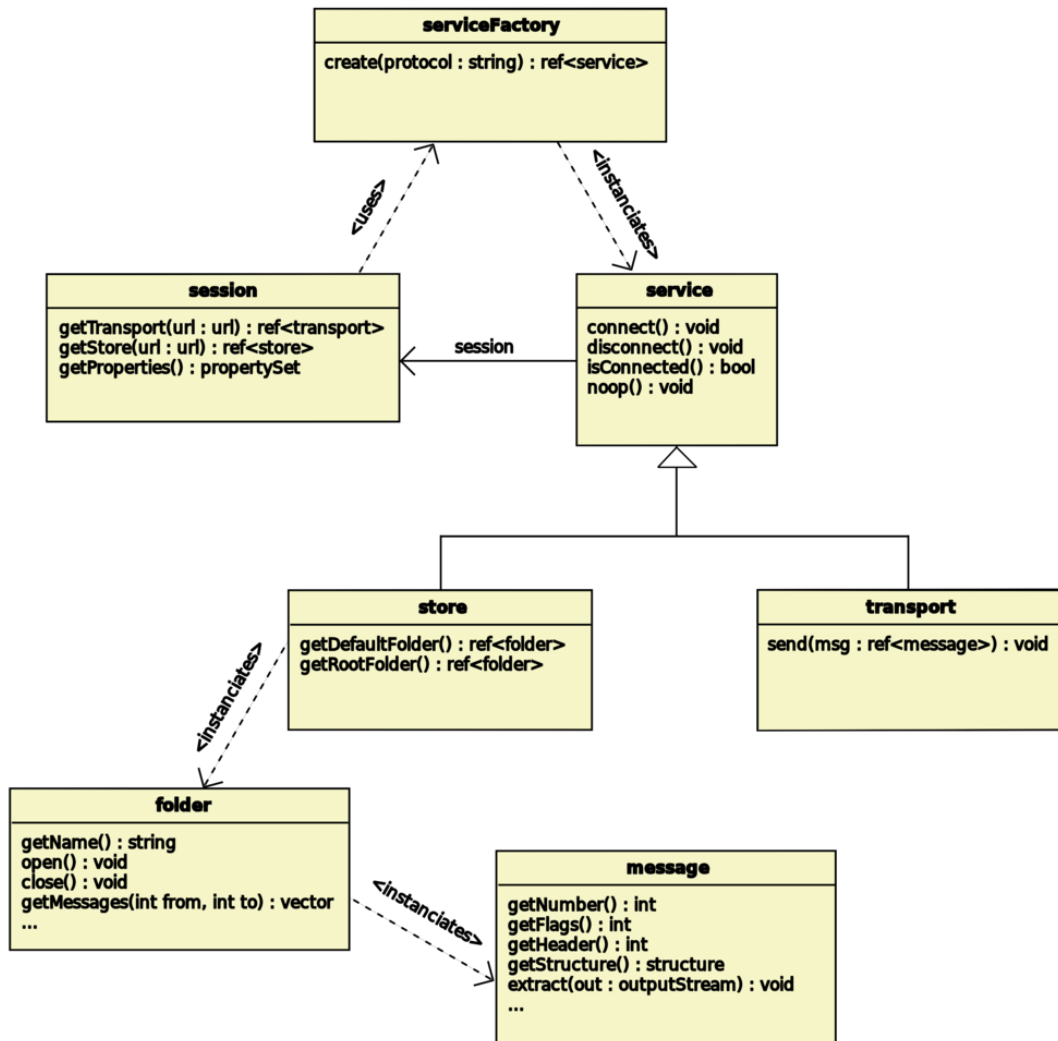 serviceFactory
create(protocol : string) : ref<service>
<uses>
<instanciates>
session
getTransport(url : url) : ref<transport>
getStore(url : url) : ref<store>
getProperties() : propertySet
session
service
connect() : void
disconnect() : void
isConnected() : bool
noop() : void
store
getDefaultFolder() : ref<folder>
getRootFolder() : ref<folder>
transport
send(msg : ref<message>) : void
<instanciates>
folder
getName() : string
open() : void
close() : void
getMessages(int from, int to) : vector
...
<instanciates>
message
getNumber() : int
getFlags() : int
getHeader() : int
getStructure() : structure
extract(out : outputStream) : void
...